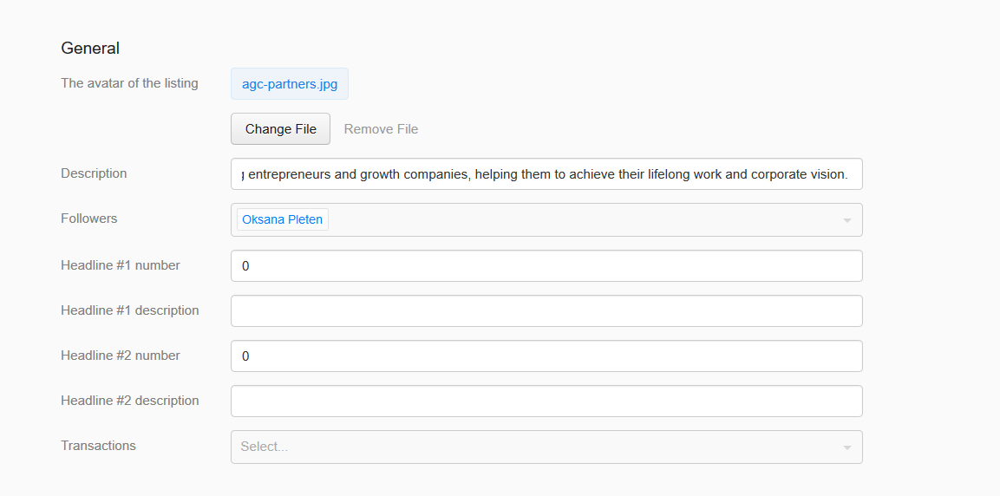 General
The avatar of the listing
agc-partners.jpg
Change File Remove File
Description
entrepreneurs and growth companies, helping them to achieve their lifelong work and corporate vision.
Followers
Oksana Pleten
Headline #1 number
0
Headline #1 description
Headline #2 number
0
Headline #2 description
Transactions
Select...